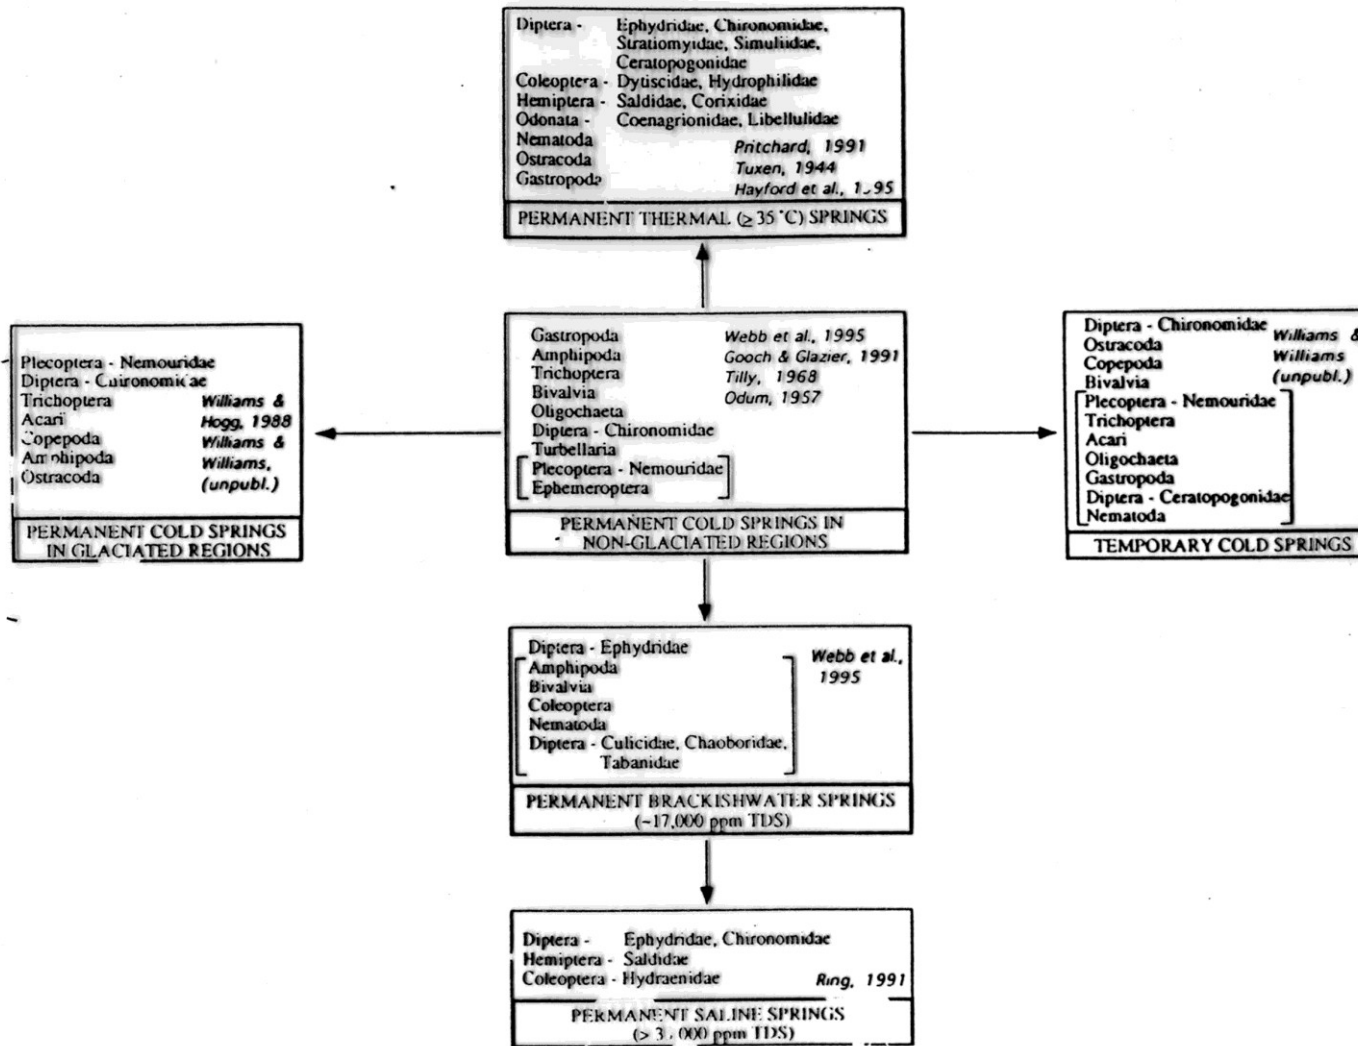 Diptera - Ephydridae, Chironomidae,
Stratiomyidae, Simuliidae,
Ceratopogonidae
Coleoptera - Dytiscidae, Hydrophilidae
Hemiptera - Saldidae, Corixidae
Odonata - Coenagrionidae, Libellulidae
Nematoda
Ostracoda
Gastropoda
Pritchard, 1991
Tuxen, 1944
Hayford et al.,
PERMANENT THERMAL (≥ 35 °C) SPRINGS
Plecoptera - Nemouridae
Diptera - Cuironomicae
Trichoptera
Acari
Copepoda
Amphipoda
Ostracoda
Williams &
Hogg, 1988
Williams &
Williams,
(unpubl.)
PERMANENT COLD SPRINGS
IN GLACIATED REGIONS
Gastropoda
Amphipoda
Trichoptera
Bivalvia
Oligochaeta
Diptera - Chironomidae
Turbellaria
Plecoptera - Nemouridae
Ephemeroptera
Webb et al., 1995
Gooch & Glazier, 1991
Tilly, 1968
Odum, 1957
PERMANENT COLD SPRINGS IN
NON-GLACIATED REGIONS
Diptera - Chironomidae
Ostracoda
Copepoda
Bivalvia
Plecoptera - Nemouridae
Trichoptera
Acari
Oligochaeta
Gastropoda
Diptera - Ceratopogonidae
Nematoda
Williams &
Williams
(unpubl.)
TEMPORARY COLD SPRINGS
Diptera - Ephydridae
Amphipoda
Bivalvia
Coleoptera
Nematoda
Diptera - Culicidae, Chaoboridae,
Tabanidae
Webb et al.,
1995
PERMANENT BRACKISHWATER SPRINGS
(~17,000 ppm TDS)
Diptera - Ephydridae, Chironomidae
Hemiptera - Saldidae
Coleoptera - Hydraenidae
Ring, 1991
PERMANENT SALINE SPRINGS
ppm TDS)